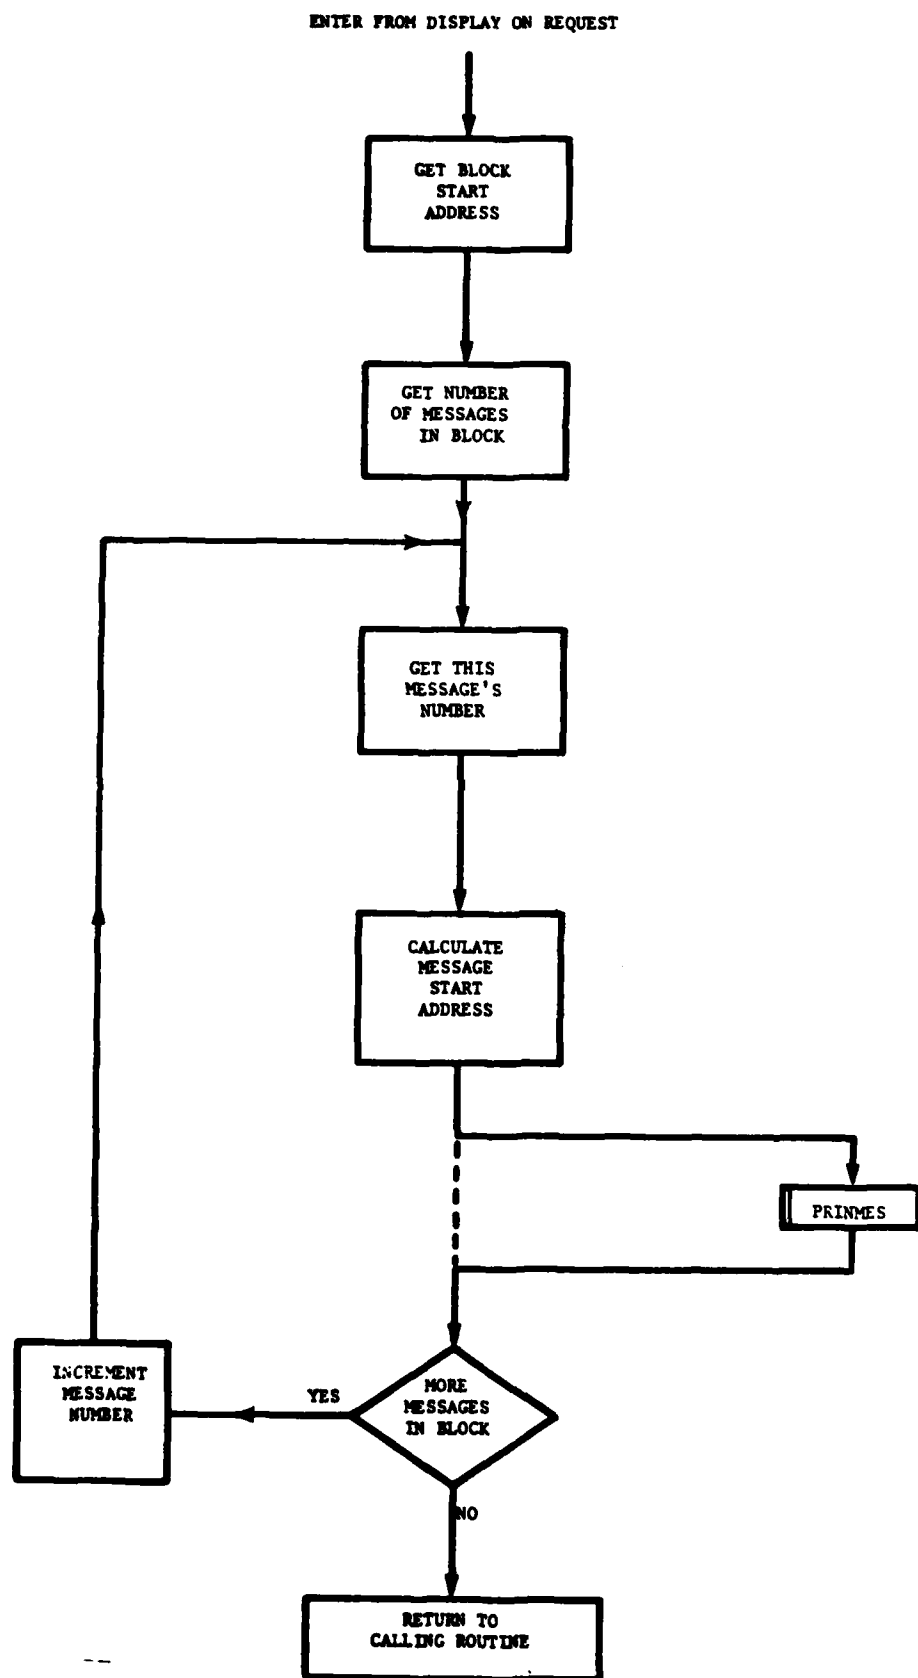 ENTER FROM DISPLAY ON REQUEST
GET BLOCK
START
ADDRESS
GET NUMBER
OF MESSAGES
IN BLOCK
GET THIS
MESSAGE'S
NUMBER
CALCULATE
MESSAGE
START
ADDRESS
PRINMES
MORE
MESSAGES
IN BLOCK
YES
INCREMENT
MESSAGE
NUMBER
NO
RETURN TO
CALLING ROUTINE